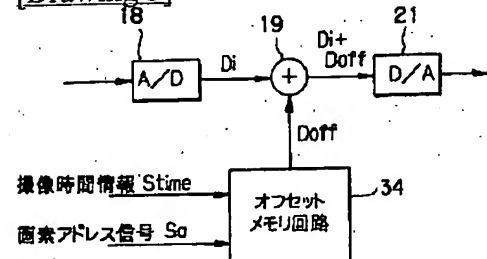 18
19
21
A/D
Di
+
Di+
Doff
D/A
Doff
撮像時間情報 Stime
オフセット
メモリ回路
34
画素アドレス信号 Sa